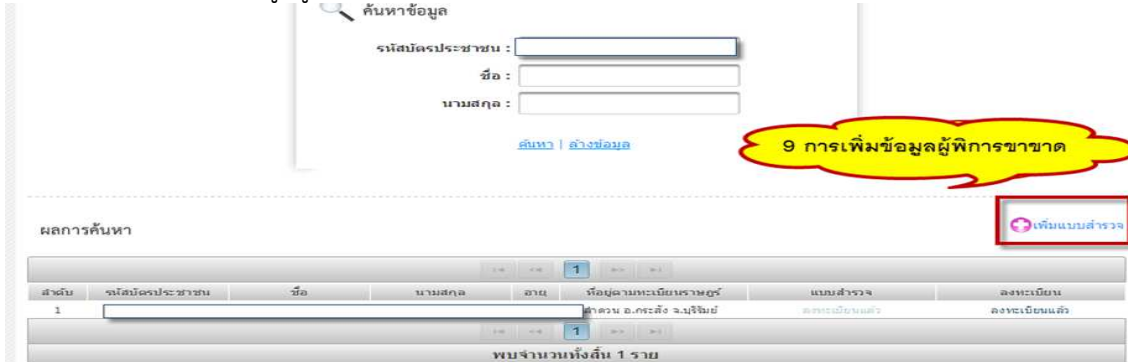 ค้นหาข้อมูล
รหัสบัตรประชาชน :
ชื่อ :
นามสกุล :
ค้นหา | ล้างข้อมูล
9 การเพิ่มข้อมูลผู้พิการขาขาด
ผลการค้นหา
เพิ่มแบบสำรวจ
1
ลำดับ รหัสบัตรประชาชน ชื่อ นามสกุล อายุ ที่อยู่ตามทะเบียนราษฎร์ แบบสำรวจ ลงทะเบียน
1 อ.กระสัง จ.บุรีรัมย์ ลงทะเบียนแล้ว ลงทะเบียนแล้ว
1
พบจำนวนทั้งสิ้น 1 ราย